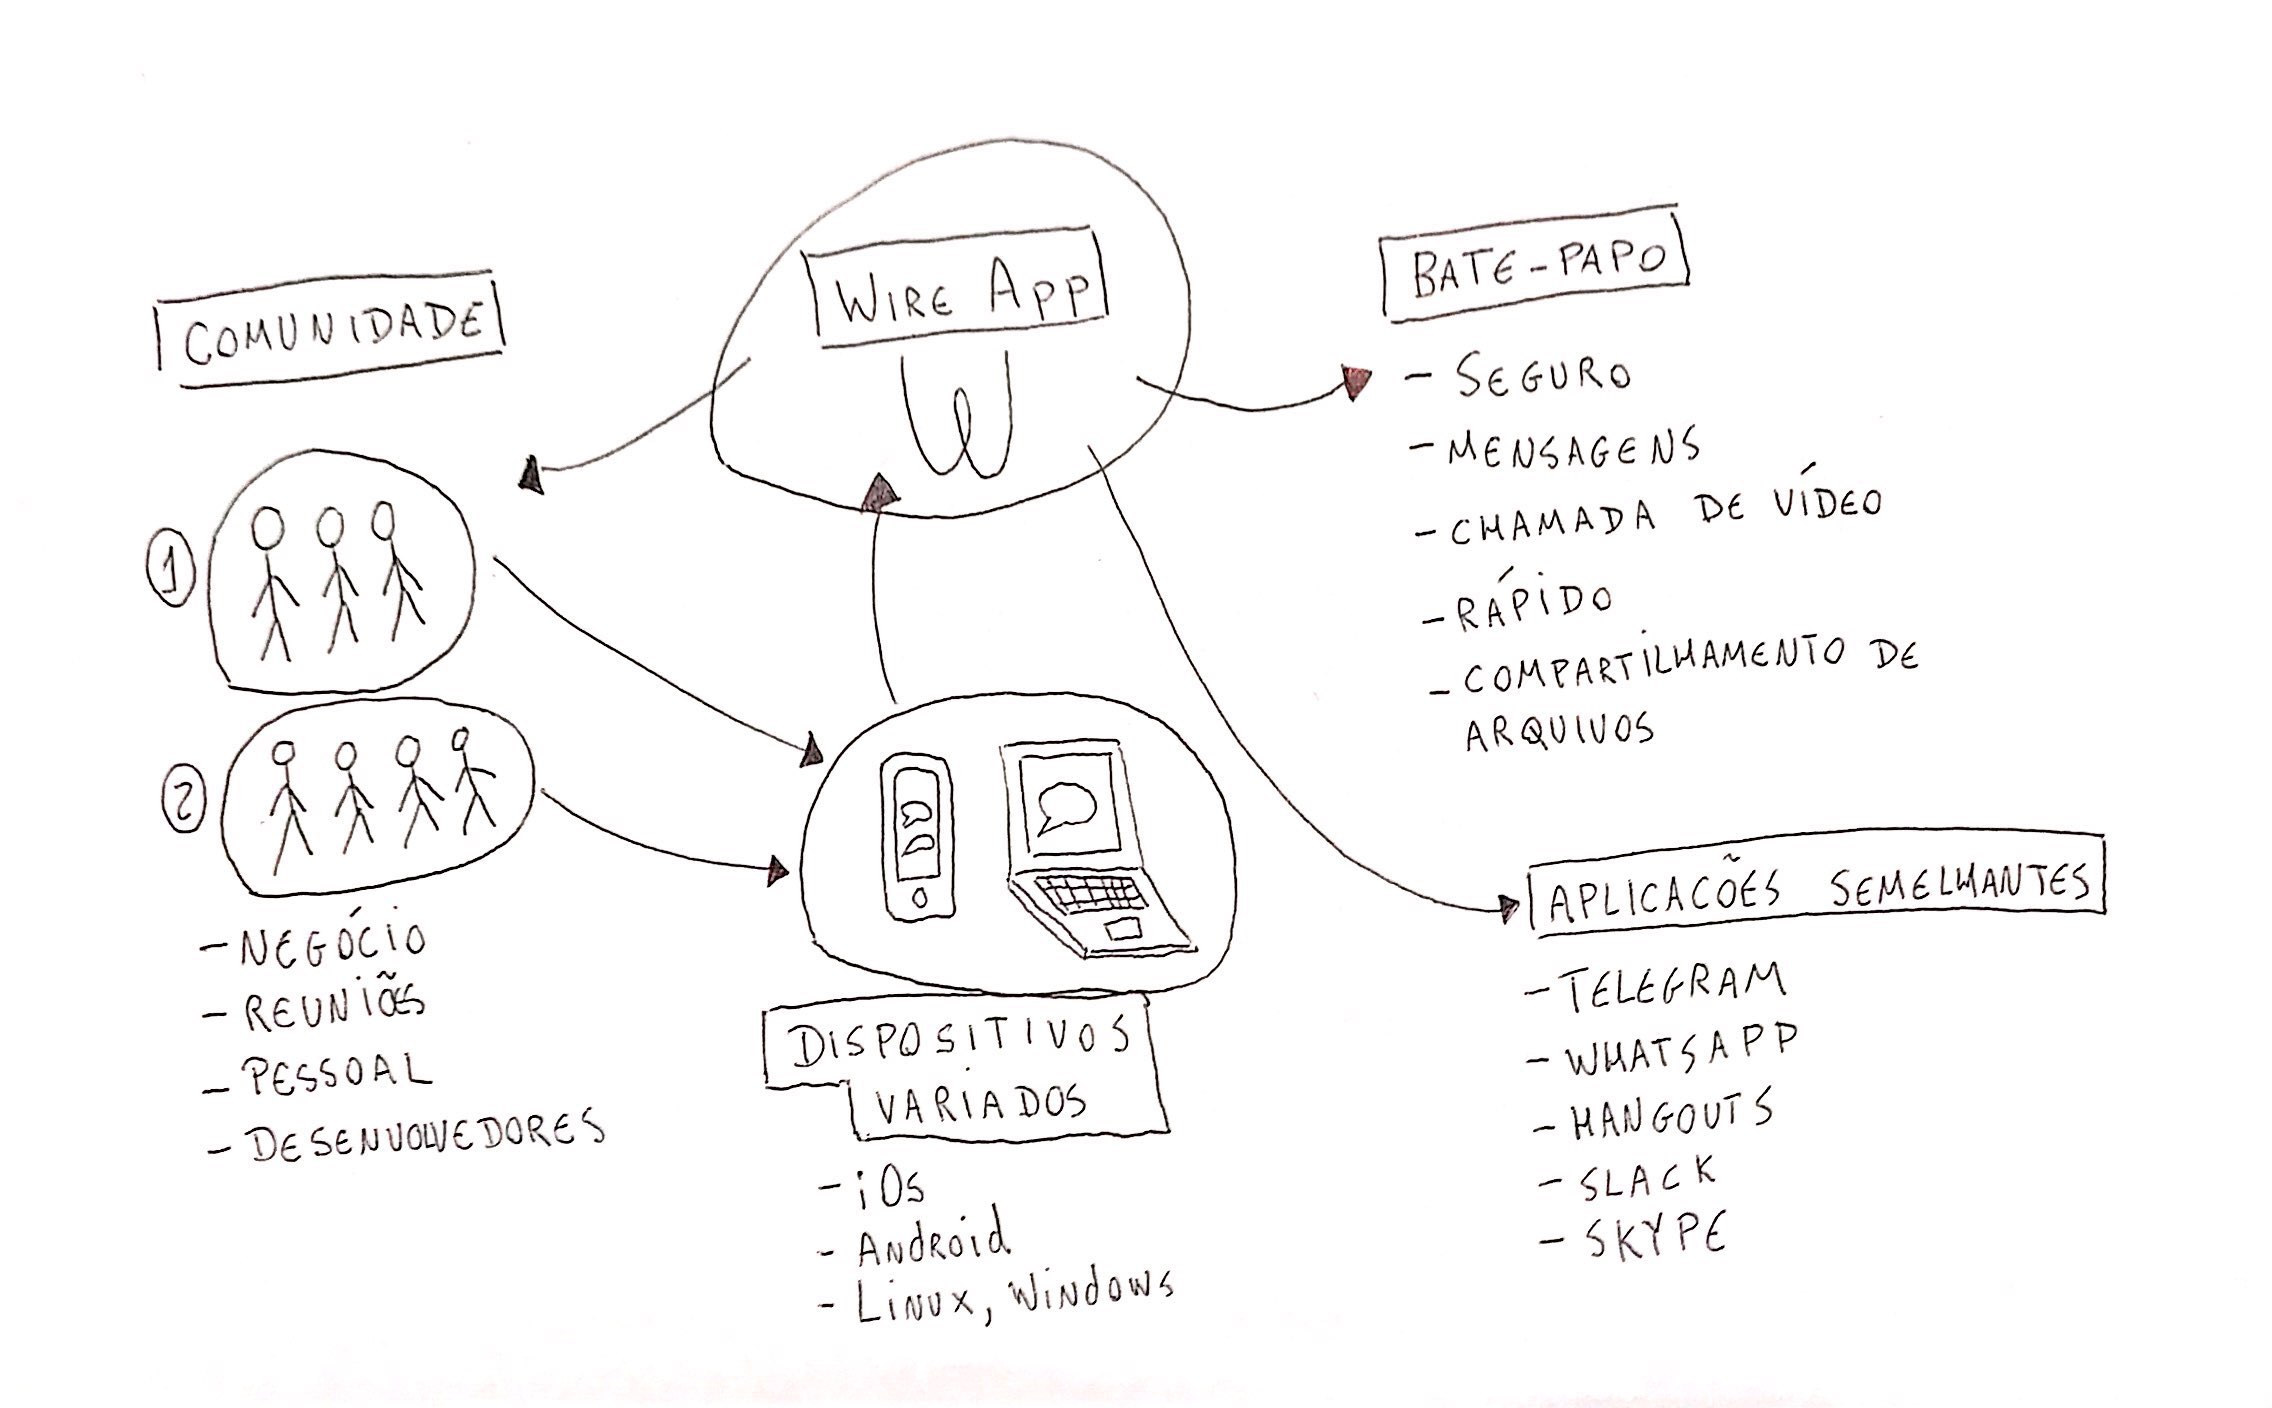 COMUNIDADE
1
2
- NEGÓCIO
- REUNIÕES
- PESSOAL
- DESENVOLVEDORES
WIRE APP
W
DISPOSITIVOS
VARIADOS
- iOs
- Android
- Linux, Windows
BATE-PAPO
- SEGURO
- MENSAGENS
- CHAMADA DE VÍDEO
- RÁPIDO
- COMPARTILHAMENTO DE
ARQUIVOS
APLICACÕES SEMELHANTES
- TELEGRAM
- WHATSAPP
- HANGOUTS
- SLACK
- SKYPE